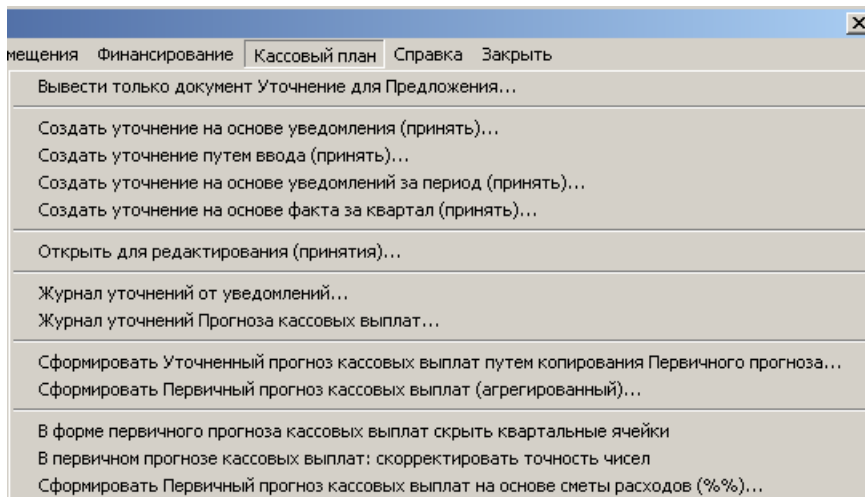 мещения Финансирование Кассовый план Справка Закрыть
Вывести только документ Уточнение для Предложения...
Создать уточнение на основе уведомления (принять)...
Создать уточнение путем ввода (принять)...
Создать уточнение на основе уведомлений за период (принять)...
Создать уточнение на основе факта за квартал (принять)...
Открыть для редактирования (принятия)...
Журнал уточнений от уведомлений...
Журнал уточнений Прогноза кассовых выплат...
Сформировать Уточненный прогноз кассовых выплат путем копирования Первичного прогноза...
Сформировать Первичный прогноз кассовых выплат (агрегированный)...
В форме первичного прогноза кассовых выплат скрыть квартальные ячейки
В первичном прогнозе кассовых выплат: скорректировать точность чисел
Сформировать Первичный прогноз кассовых выплат на основе сметы расходов (%%)...